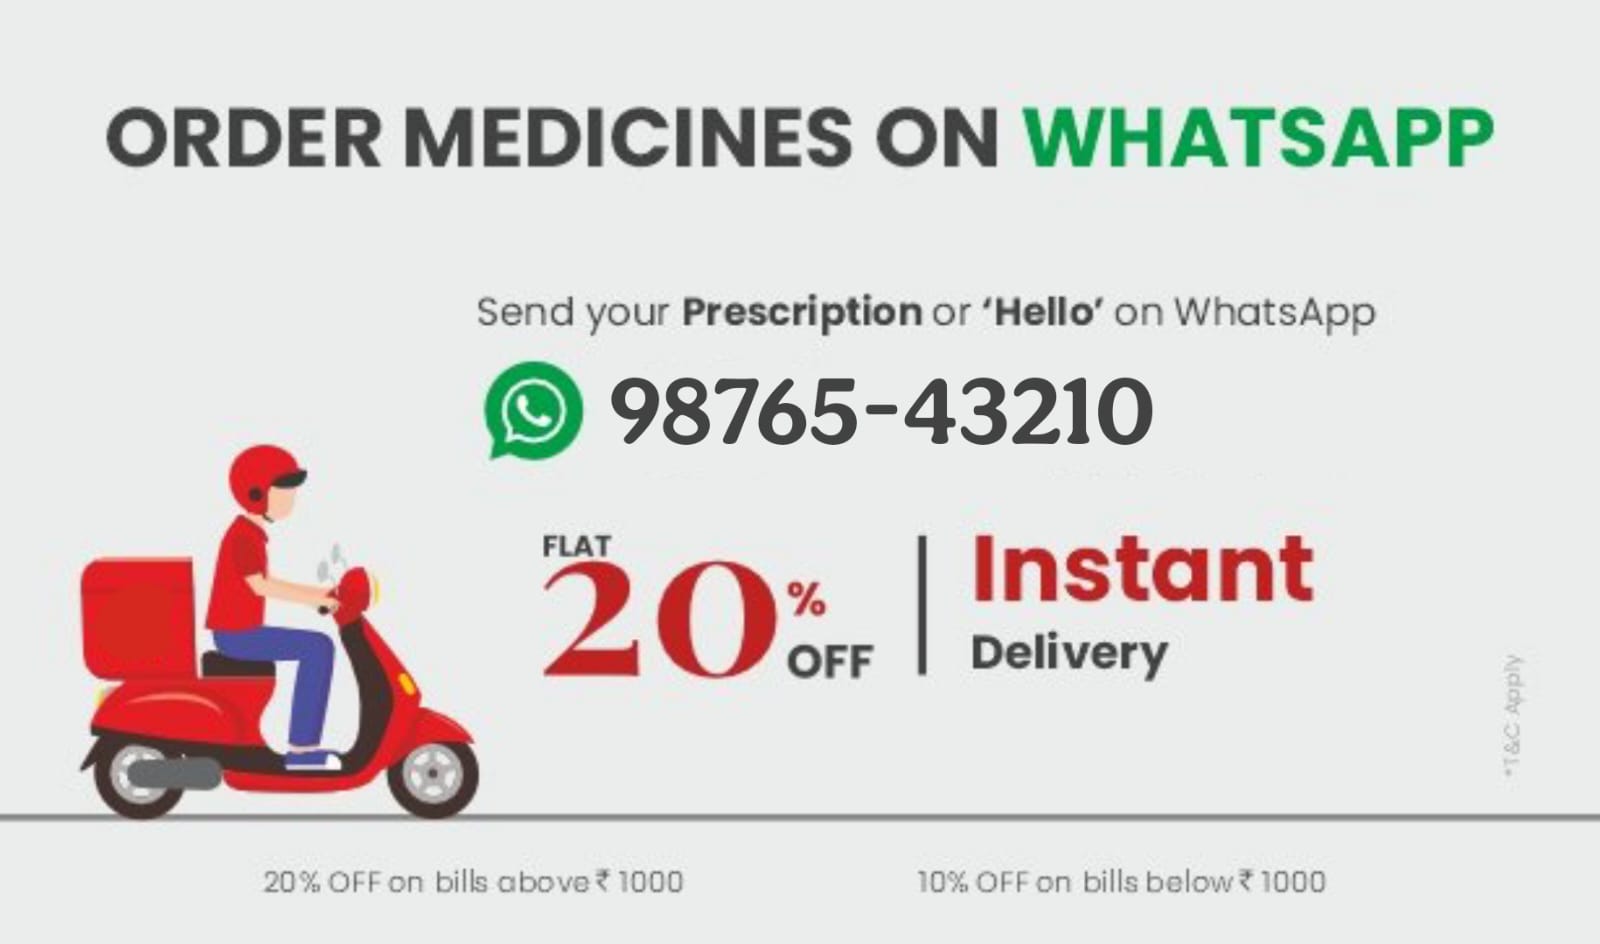 ORDER MEDICINES ON WHATSAPP
Send your Prescription or ‘Hello’ on WhatsApp
98765-43210
FLAT
20%
OFF
Instant
Delivery
*T&C Apply
20% OFF on bills above ₹ 1000
10% OFF on bills below ₹ 1000